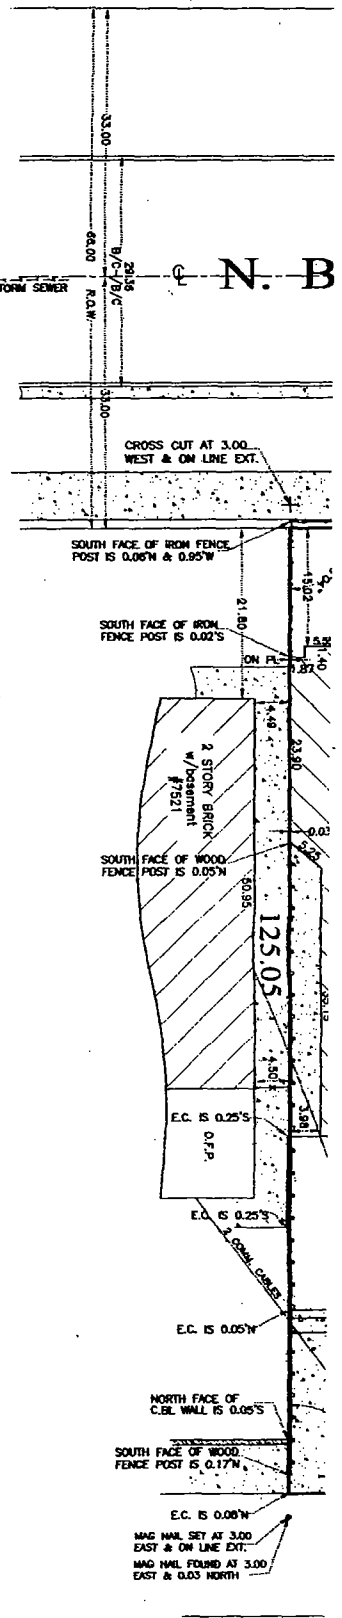 33.00
66.00 R.O.W.
B/C-B/C
29.36
℄ N. B
TORM SEWER
33.00
CROSS CUT AT 3.00
WEST & ON LINE EXT.
SOUTH FACE OF IRON FENCE
POST IS 0.06'N & 0.95'W
15.02
21.80
SOUTH FACE OF IRON
FENCE POST IS 0.02'S
1.40
ON PL
1.87
4.49
23.90
2 STORY BRICK
w/basement
#7521
0.03
5.25
SOUTH FACE OF WOOD
FENCE POST IS 0.05'N
50.95
125.05
4.50
3.98
E.C. IS 0.25'S
O.F.P.
E.C. IS 0.25'S
2 COMM. CABLES
E.C. IS 0.05'N
NORTH FACE OF
C.BL WALL IS 0.05'S
SOUTH FACE OF WOOD
FENCE POST IS 0.17'N
E.C. IS 0.08'N
MAG NAIL SET AT 3.00
EAST & ON LINE EXT.
MAG NAIL FOUND AT 3.00
EAST & 0.03 NORTH